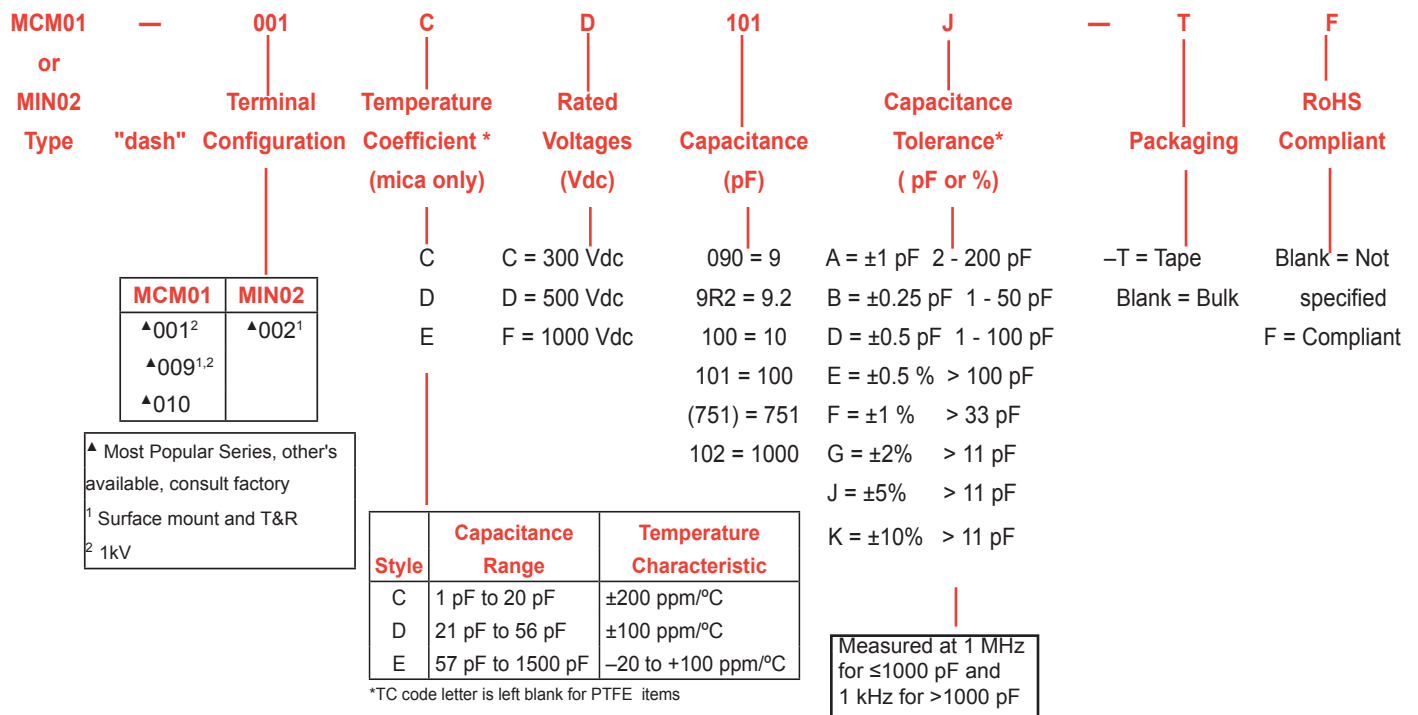 MCM01 — 001 C D 101 J — T F
or
MIN02 Terminal Temperature Rated Capacitance RoHS
Type "dash" Configuration Coefficient * Voltages Capacitance Tolerance* Packaging Compliant
(mica only) (Vdc) (pF) ( pF or %)
C C = 300 Vdc 090 = 9 A = ±1 pF 2 - 200 pF –T = Tape Blank = Not
D D = 500 Vdc 9R2 = 9.2 B = ±0.25 pF 1 - 50 pF Blank = Bulk specified
E F = 1000 Vdc 100 = 10 D = ±0.5 pF 1 - 100 pF F = Compliant
101 = 100 E = ±0.5 % > 100 pF
(751) = 751 F = ±1 % > 33 pF
102 = 1000 G = ±2% > 11 pF
J = ±5% > 11 pF
K = ±10% > 11 pF
MCM01 MIN02
▲001² ▲002¹
▲009¹,²
▲010
▲ Most Popular Series, other's
available, consult factory
¹ Surface mount and T&R
² 1kV
Capacitance Temperature
Style Range Characteristic
C 1 pF to 20 pF ±200 ppm/ºC
D 21 pF to 56 pF ±100 ppm/ºC
E 57 pF to 1500 pF –20 to +100 ppm/ºC
*TC code letter is left blank for PTFE items
Measured at 1 MHz
for ≤1000 pF and
1 kHz for >1000 pF